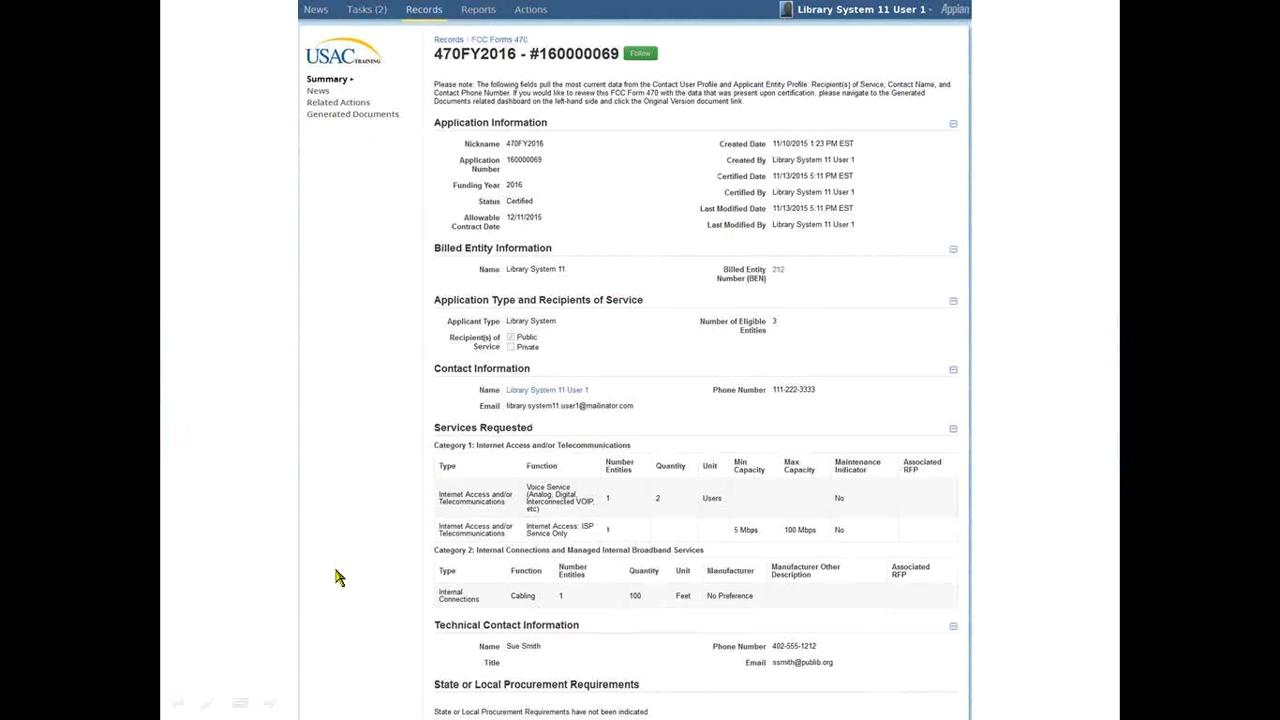 News Tasks (2) Records Reports Actions Library System 11 User 1 Appian
USAC TRAINING
Summary
News
Related Actions
Generated Documents
Records FCC Forms 470
470FY2016 - #160000069 Follow
Please note: The following fields pull the most current data from the Contact User Profile and Applicant Entity Profile: Recipient(s) of Service, Contact Name, and
Contact Phone Number. If you would like to review this FCC Form 470 with the data that was present upon certification, please navigate to the Generated
Documents related dashboard on the left-hand side and click the Original Version document link.
Application Information
Nickname 470FY2016 Created Date 11/10/2015 1:23 PM EST
Application Number 160000069 Created By Library System 11 User 1
Certified Date 11/13/2015 5:11 PM EST
Funding Year 2016 Certified By Library System 11 User 1
Status Certified Last Modified Date 11/13/2015 5:11 PM EST
Allowable Contract Date 12/11/2015 Last Modified By Library System 11 User 1
Billed Entity Information
Name Library System 11 Billed Entity Number (BEN) 212
Application Type and Recipients of Service
Applicant Type Library System Number of Eligible Entities 3
Recipient(s) of Service Public
Private
Contact Information
Name Library System 11 User 1 Phone Number 111-222-3333
Email library.system11.user1@mailinator.com
Services Requested
Category 1: Internet Access and/or Telecommunications
Type Function Number Entities Quantity Unit Min Capacity Max Capacity Maintenance Indicator Associated RFP
Internet Access and/or Telecommunications Voice Service (Analog, Digital, Interconnected VOIP, etc) 1 2 Users No
Internet Access and/or Telecommunications Internet Access: ISP Service Only 1 5 Mbps 100 Mbps No
Category 2: Internal Connections and Managed Internal Broadband Services
Type Function Number Entities Quantity Unit Manufacturer Manufacturer Other Description Associated RFP
Internal Connections Cabling 1 100 Feet No Preference
Technical Contact Information
Name Sue Smith Phone Number 402-555-1212
Title Email ssmith@publib.org
State or Local Procurement Requirements
State or Local Procurement Requirements have not been indicated